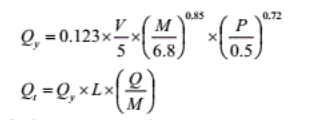 Q_y = 0.123 × V/5 × (M/6.8)^0.85 × (P/0.5)^0.72
Q_t = Q_y × L × (Q/M)